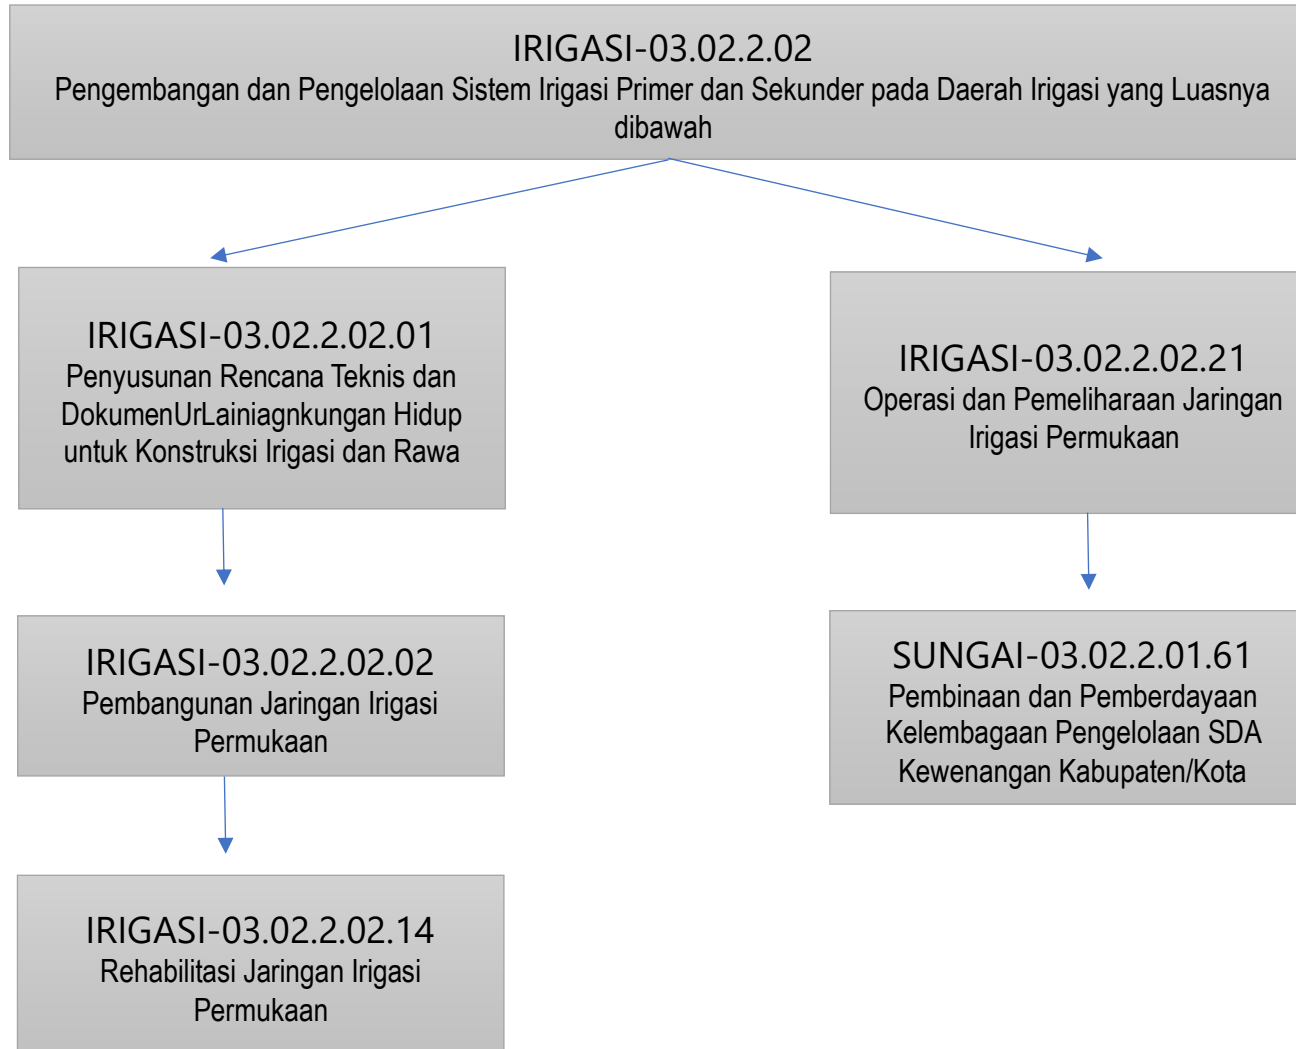 IRIGASI-03.02.2.02
Pengembangan dan Pengelolaan Sistem Irigasi Primer dan Sekunder pada Daerah Irigasi yang Luasnya
dibawah
IRIGASI-03.02.2.02.01
Penyusunan Rencana Teknis dan
DokumenUrLainiagnkungan Hidup
untuk Konstruksi Irigasi dan Rawa
IRIGASI-03.02.2.02.21
Operasi dan Pemeliharaan Jaringan
Irigasi Permukaan
IRIGASI-03.02.2.02.02
Pembangunan Jaringan Irigasi
Permukaan
SUNGAI-03.02.2.01.61
Pembinaan dan Pemberdayaan
Kelembagaan Pengelolaan SDA
Kewenangan Kabupaten/Kota
IRIGASI-03.02.2.02.14
Rehabilitasi Jaringan Irigasi
Permukaan